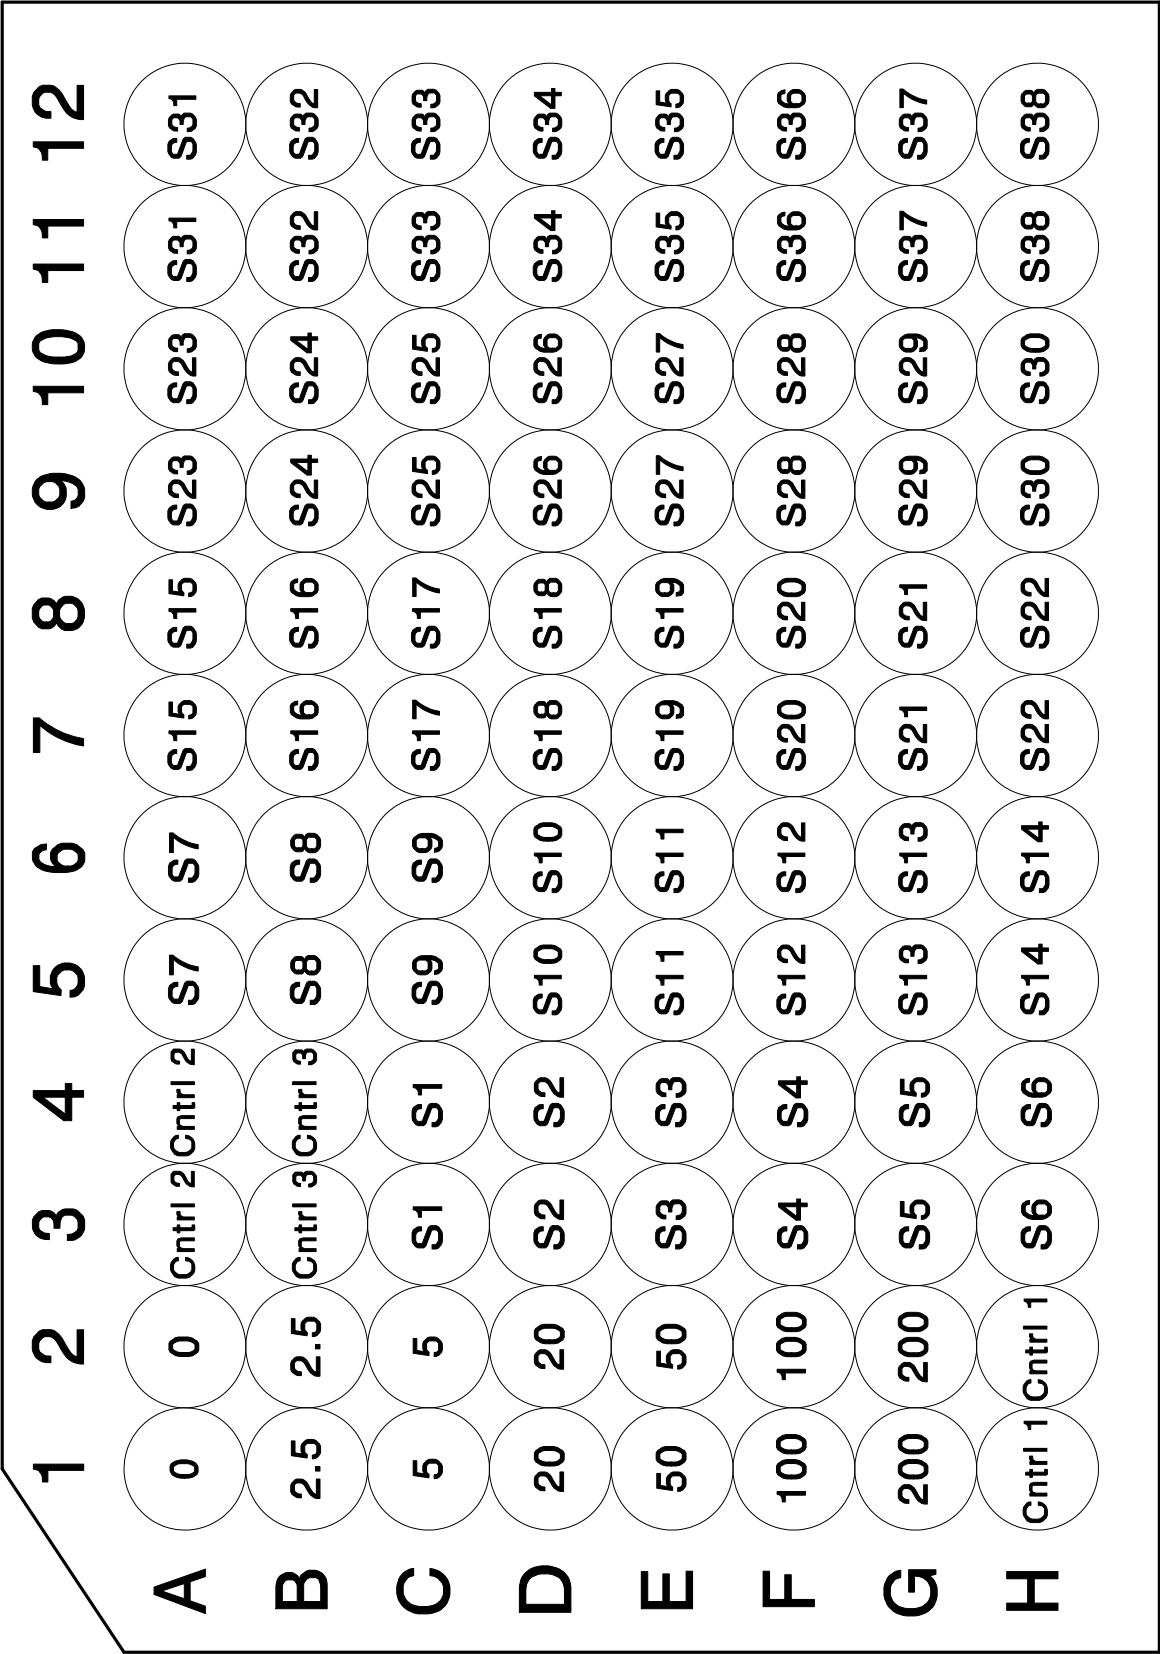 1 2 3 4 5 6 7 8 9 10 11 12
A 0 0 Cntrl 2 Cntrl 2 S7 S7 S15 S15 S23 S23 S31 S31
B 2.5 2.5 Cntrl 3 Cntrl 3 S8 S8 S16 S16 S24 S24 S32 S32
C 5 5 S1 S1 S9 S9 S17 S17 S25 S25 S33 S33
D 20 20 S2 S2 S10 S10 S18 S18 S26 S26 S34 S34
E 50 50 S3 S3 S11 S11 S19 S19 S27 S27 S35 S35
F 100 100 S4 S4 S12 S12 S20 S20 S28 S28 S36 S36
G 200 200 S5 S5 S13 S13 S21 S21 S29 S29 S37 S37
H Cntrl 1 Cntrl 1 S6 S6 S14 S14 S22 S22 S30 S30 S38 S38